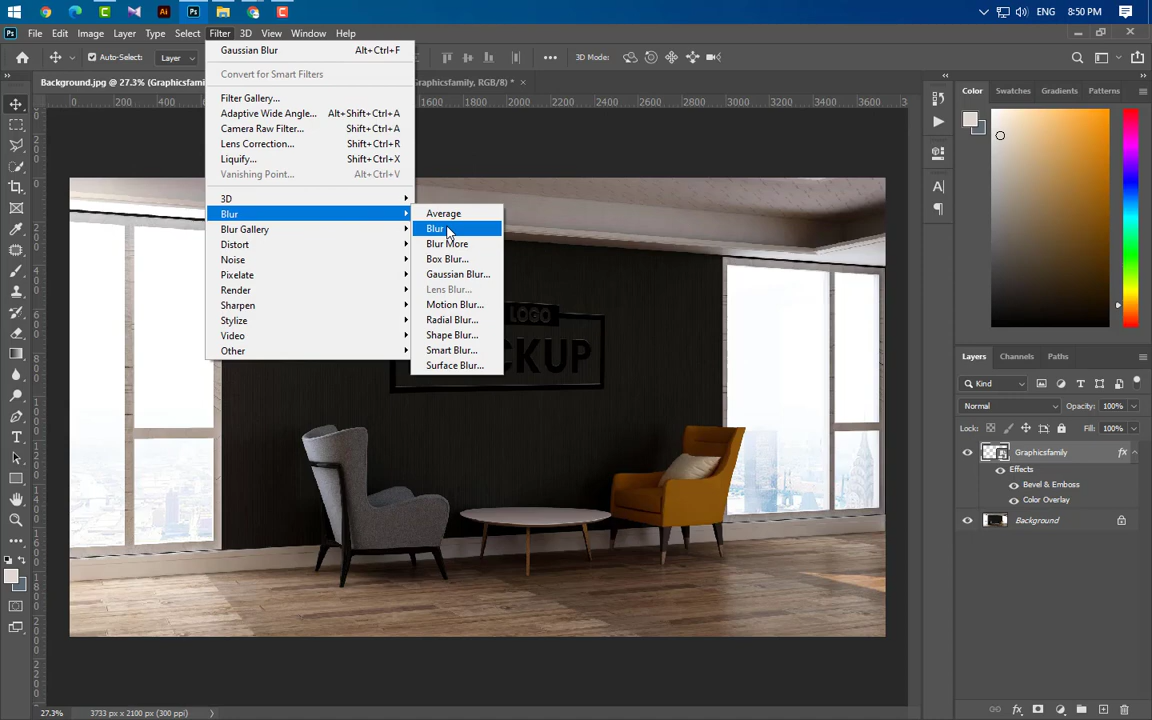 ENG 8:50 PM
Ps File Edit Image Layer Type Select Filter 3D View Window Help
Auto-Select: Layer 3D Mode:
Background.jpg @ 27.3% (Graphicsfami
Graphicsfamily, RGB/8) * ×
Gaussian Blur Alt+Ctrl+F
Convert for Smart Filters
Filter Gallery...
Adaptive Wide Angle... Alt+Shift+Ctrl+A
Camera Raw Filter... Shift+Ctrl+A
Lens Correction... Shift+Ctrl+R
Liquify... Shift+Ctrl+X
Vanishing Point... Alt+Ctrl+V
3D
Blur
Blur Gallery
Distort
Noise
Pixelate
Render
Sharpen
Stylize
Video
Other
Average
Blur
Blur More
Box Blur...
Gaussian Blur...
Lens Blur...
Motion Blur...
Radial Blur...
Shape Blur...
Smart Blur...
Surface Blur...
0 200 400 600 1600 1800 2000 2200 2400 2600 2800 3000 3200 3400 3600
LOGO
CKUP
Color Swatches Gradients Patterns
Layers Channels Paths
Kind
Normal Opacity: 100%
Lock: Fill: 100%
Graphicsfamily fx
Effects
Bevel & Emboss
Color Overlay
Background
27.3% 3733 px x 2100 px (300 ppi)